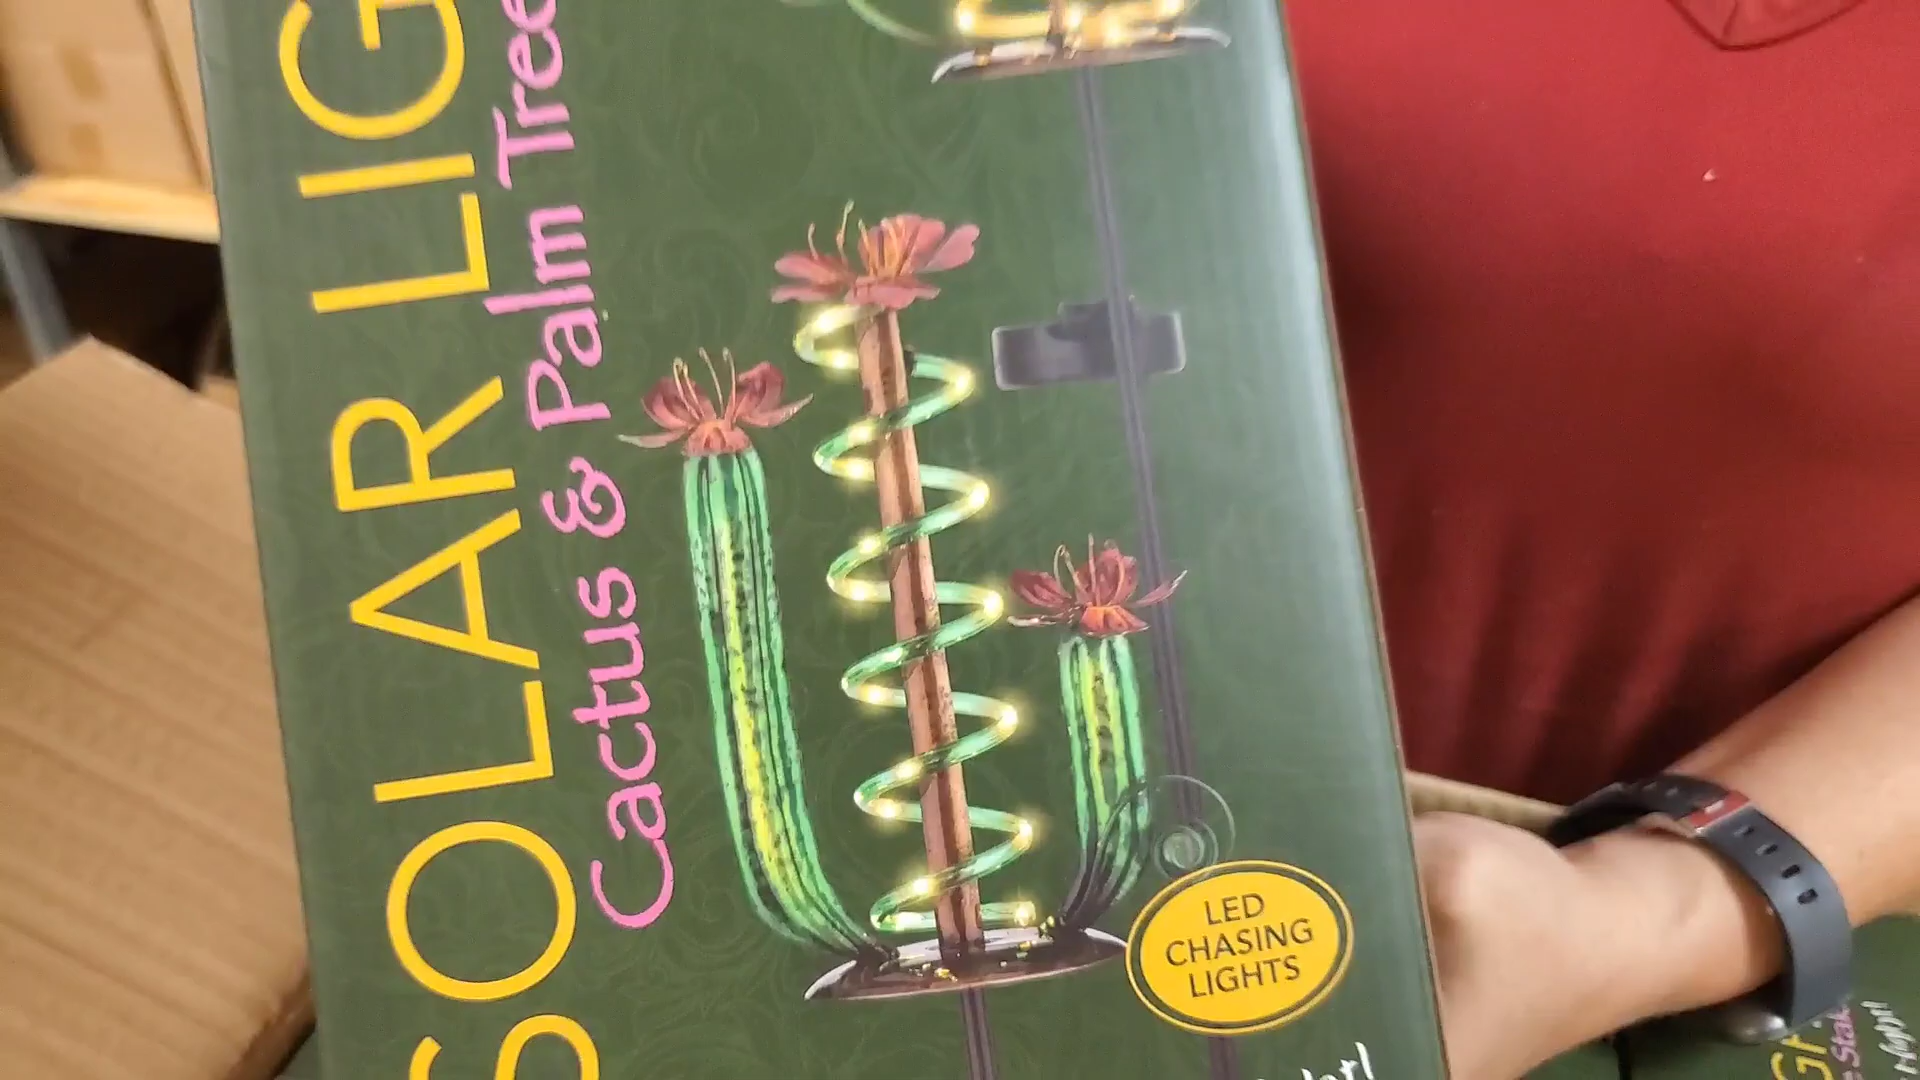 SOLAR LIG
Cactus & Palm Tree
LED
CHASING
LIGHTS